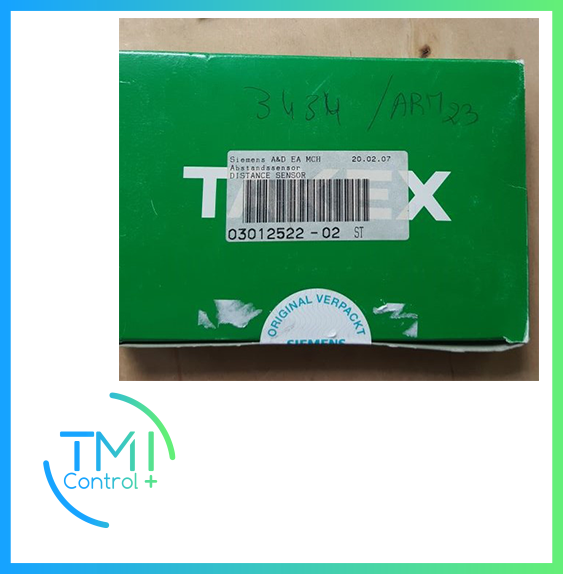 3434 / ARM23
Siemens A&D EA MCH 20.02.07
Abstandssensor
DISTANCE SENSOR
03012522 - 02 ST
ORIGINAL VERPACKT
SIEMENS
TMI
Control +